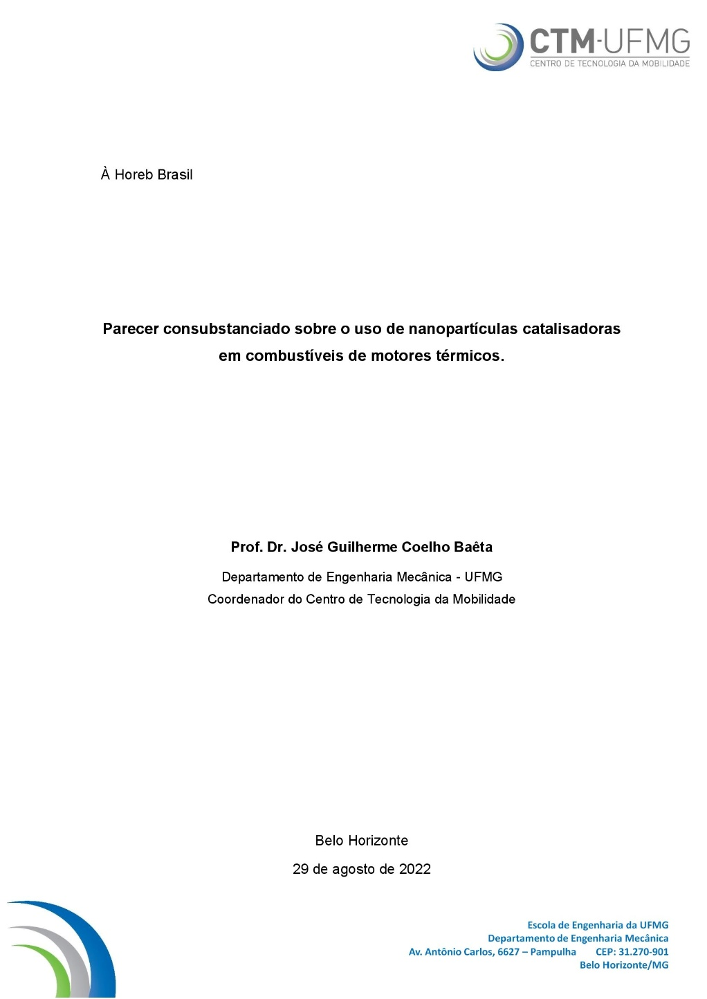 CTM-UFMG
CENTRO DE TECNOLOGIA DA MOBILIDADE
À Horeb Brasil
Parecer consubstanciado sobre o uso de nanopartículas catalisadoras
em combustíveis de motores térmicos.
Prof. Dr. José Guilherme Coelho Baêta
Departamento de Engenharia Mecânica - UFMG
Coordenador do Centro de Tecnologia da Mobilidade
Belo Horizonte
29 de agosto de 2022
Escola de Engenharia da UFMG
Departamento de Engenharia Mecânica
Av. Antônio Carlos, 6627 – Pampulha CEP: 31.270-901
Belo Horizonte/MG